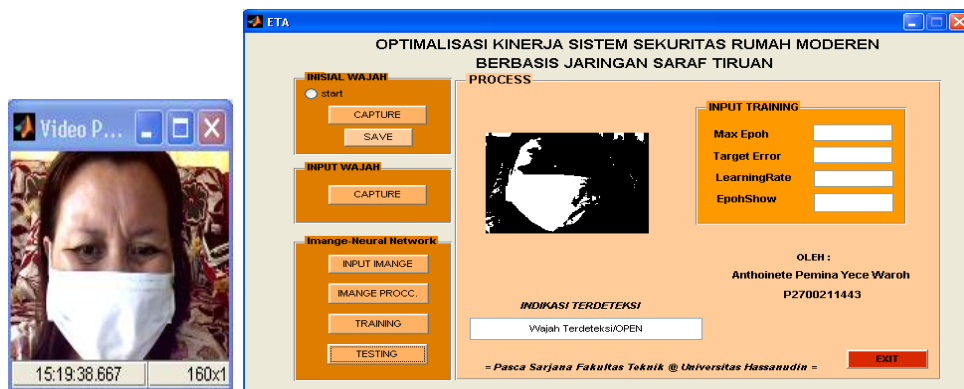 Video P...
15:19:38.667 160x1
ETA
OPTIMALISASI KINERJA SISTEM SEKURITAS RUMAH MODEREN
BERBASIS JARINGAN SARAF TIRUAN
INISIAL WAJAH
start
CAPTURE
SAVE
INPUT WAJAH
CAPTURE
Imange-Neural Network
INPUT IMANGE
IMANGE PROCC.
TRAINING
TESTING
PROCESS
INPUT TRAINING
Max Epoh
Target Error
LearningRate
EpohShow
OLEH :
Anthoinete Pemina Yece Waroh
P2700211443
INDIKASI TERDETEKSI
Wajah Terdeteksi/OPEN
EXIT
= Pasca Sarjana Fakultas Teknik @ Universitas Hassanudin =